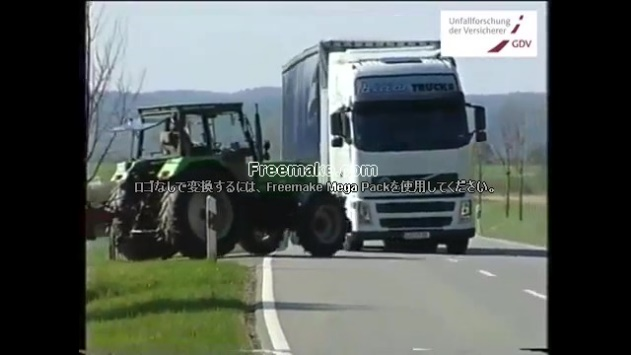 Unfallforschung
der Versicherer
GDV
TRUCKS
Freemake.com
ロゴなしで変換するには、Freemake Mega Packを使用してください。